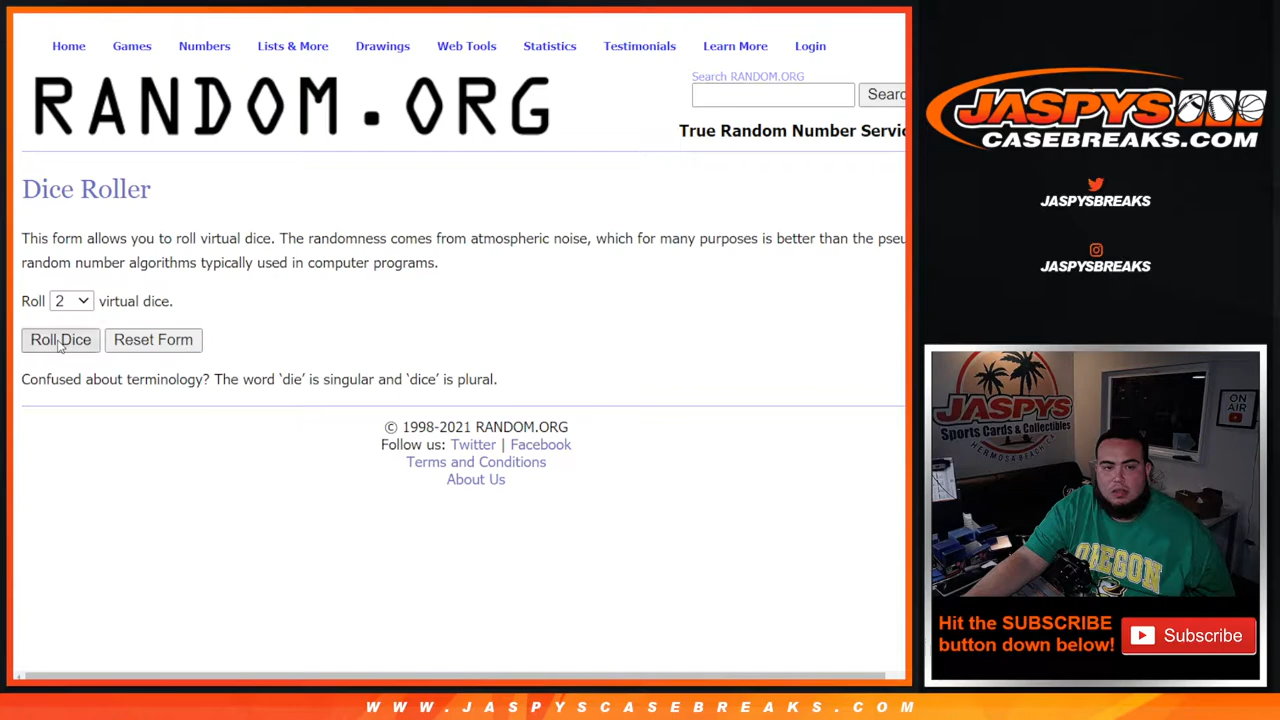 Home Games Numbers Lists & More Drawings Web Tools Statistics Testimonials Learn More Login
RANDOM.ORG
Search RANDOM.ORG
Searc
True Random Number Servic
Dice Roller
This form allows you to roll virtual dice. The randomness comes from atmospheric noise, which for many purposes is better than the pseu
random number algorithms typically used in computer programs.
Roll 2 virtual dice.
Roll Dice Reset Form
Confused about terminology? The word ‘die’ is singular and ‘dice’ is plural.
© 1998-2021 RANDOM.ORG
Follow us: Twitter | Facebook
Terms and Conditions
About Us
JASPYS
CASEBREAKS.COM
JASPYSBREAKS
JASPYSBREAKS
JASPYS
Sports Cards & Collectibles
HERMOSA BEACH
ON
AIR
OREGON
Hit the SUBSCRIBE
button down below!
Subscribe
WWW.JASPYSCASEBREAKS.COM